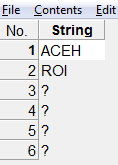 File Contents Edit
No. String
1 ACEH
2 ROI
3 ?
4 ?
5 ?
6 ?